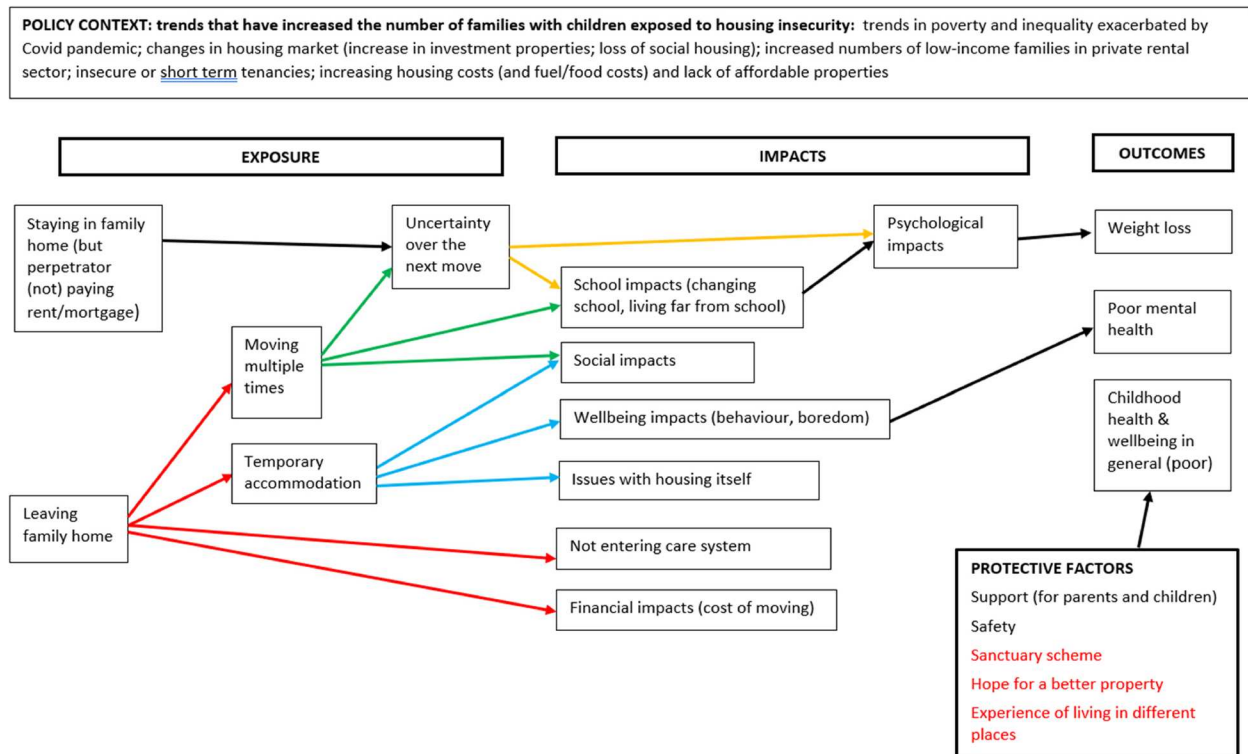 POLICY CONTEXT: trends that have increased the number of families with children exposed to housing insecurity: trends in poverty and inequality exacerbated by
Covid pandemic; changes in housing market (increase in investment properties; loss of social housing); increased numbers of low-income families in private rental
sector; insecure or short term tenancies; increasing housing costs (and fuel/food costs) and lack of affordable properties
EXPOSURE
IMPACTS
OUTCOMES
Staying in family
home (but
perpetrator
(not) paying
rent/mortgage)
Uncertainty
over the
next move
Psychological
impacts
Weight loss
School impacts (changing
school, living far from school)
Poor mental
health
Moving
multiple
times
Social impacts
Wellbeing impacts (behaviour, boredom)
Childhood
health &
wellbeing in
general (poor)
Temporary
accommodation
Issues with housing itself
Leaving
family home
Not entering care system
Financial impacts (cost of moving)
PROTECTIVE FACTORS
Support (for parents and children)
Safety
Sanctuary scheme
Hope for a better property
Experience of living in different
places